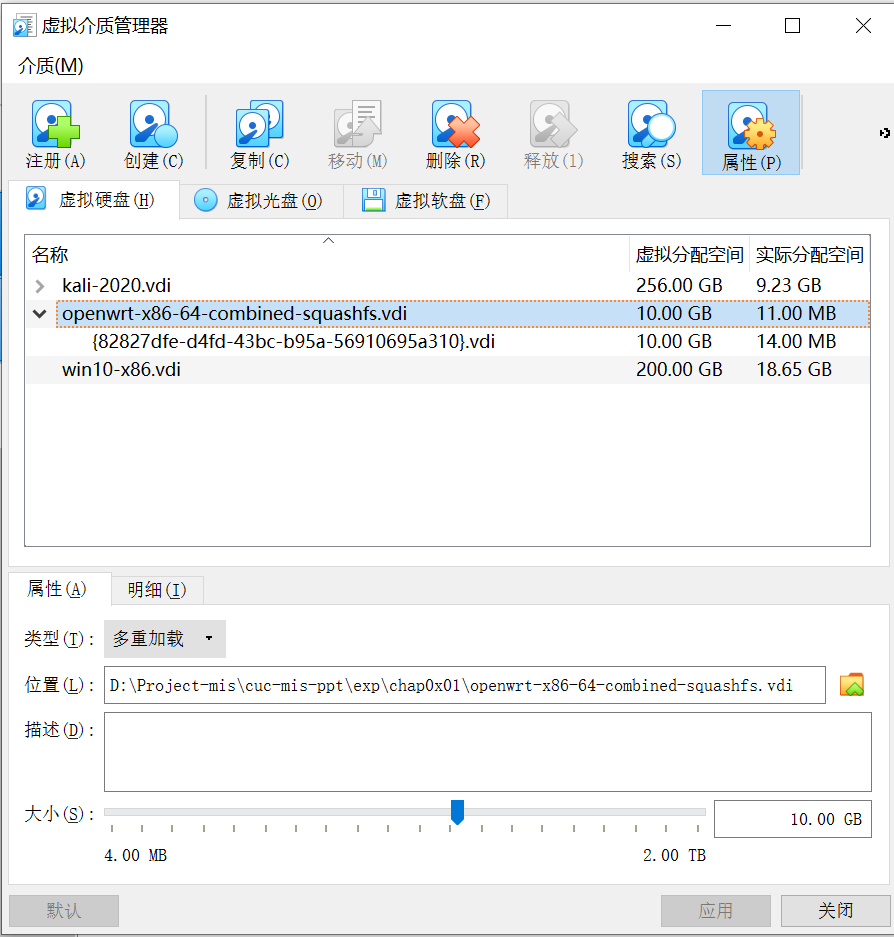 虚拟介质管理器
介质(M)
注册(A) 创建(C) 复制(C) 移动(M) 删除(R) 释放(l) 搜索(S) 属性(P)
虚拟硬盘(H) 虚拟光盘(O) 虚拟软盘(F)
名称 虚拟分配空间 实际分配空间
kali-2020.vdi 256.00 GB 9.23 GB
openwrt-x86-64-combined-squashfs.vdi 10.00 GB 11.00 MB
{82827dfe-d4fd-43bc-b95a-56910695a310}.vdi 10.00 GB 14.00 MB
win10-x86.vdi 200.00 GB 18.65 GB
属性(A) 明细(I)
类型(T): 多重加载
位置(L): D:\Project-mis\cuc-mis-ppt\exp\chap0x01\openwrt-x86-64-combined-squashfs.vdi
描述(D):
大小(S): 10.00 GB
4.00 MB 2.00 TB
默认 应用 关闭